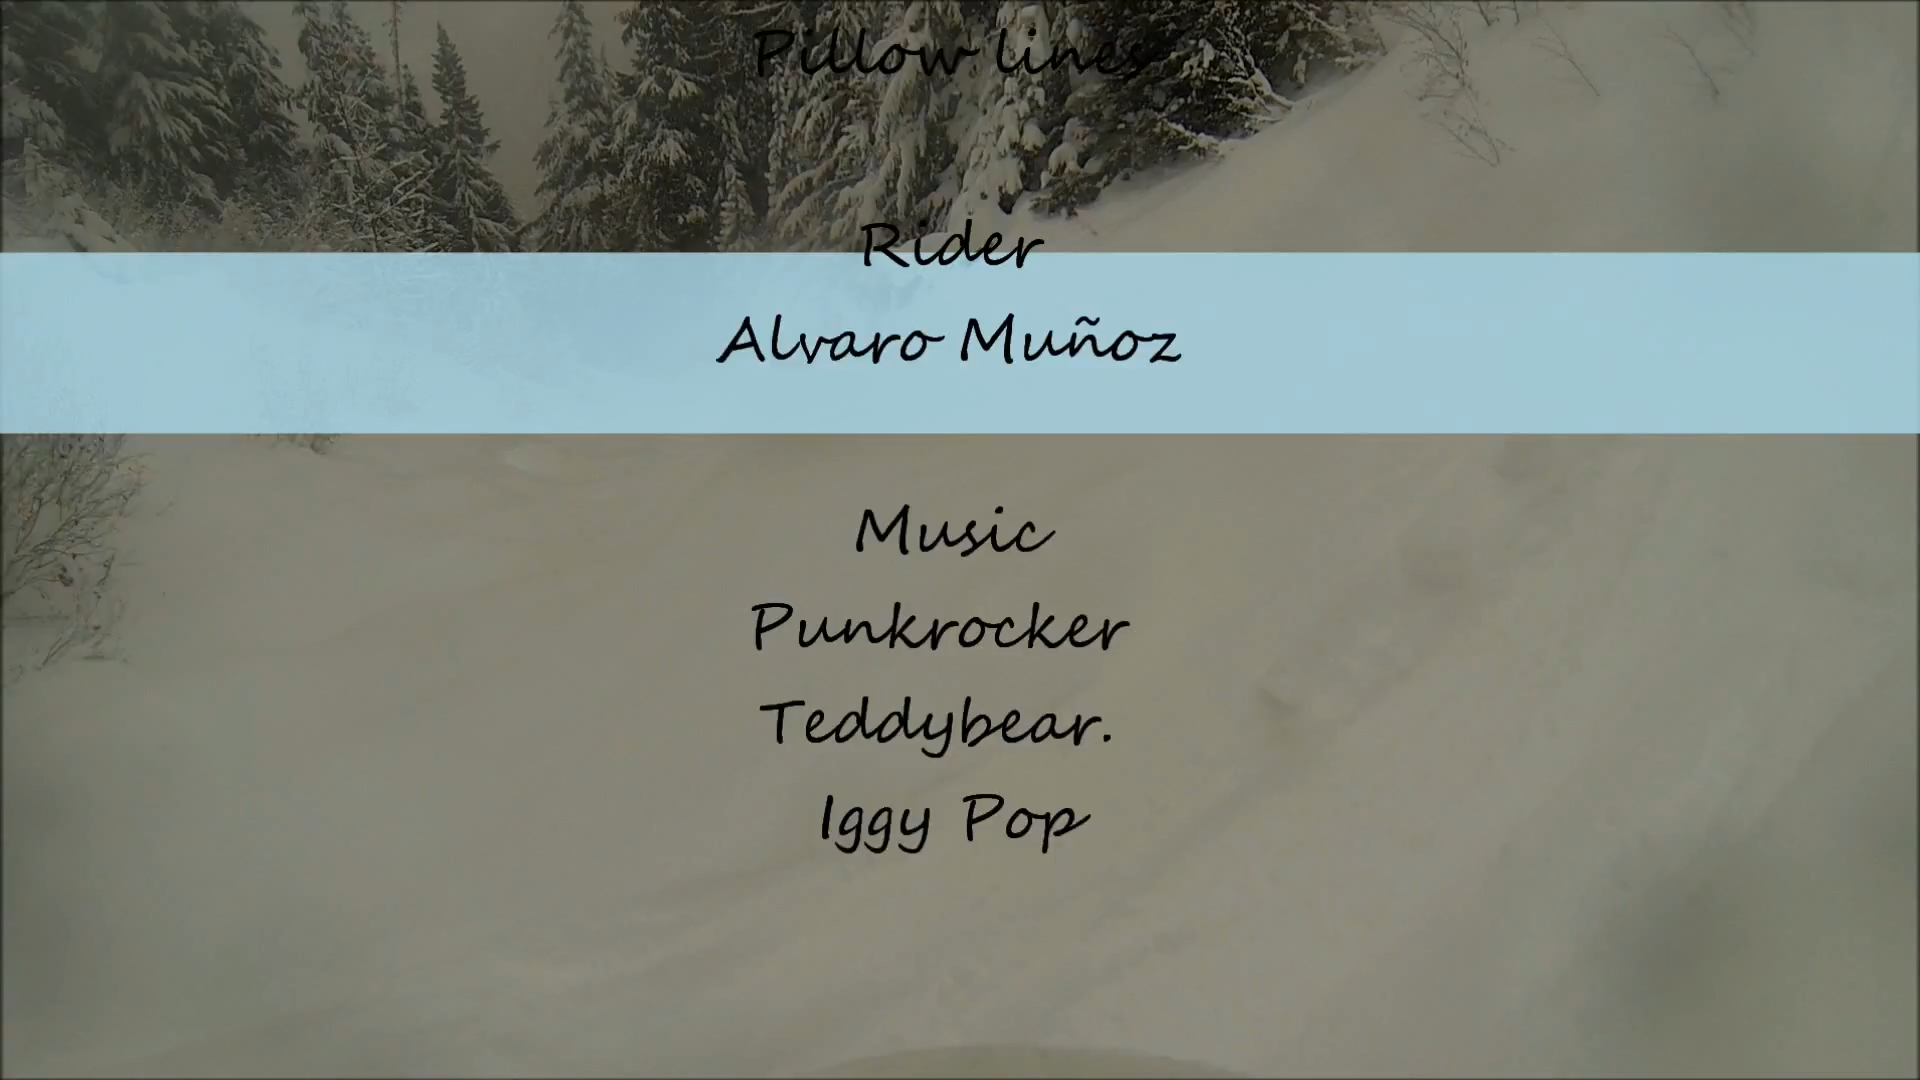 Pillow lines
Rider
Alvaro Muñoz
Music
Punkrocker
Teddybear.
Iggy Pop